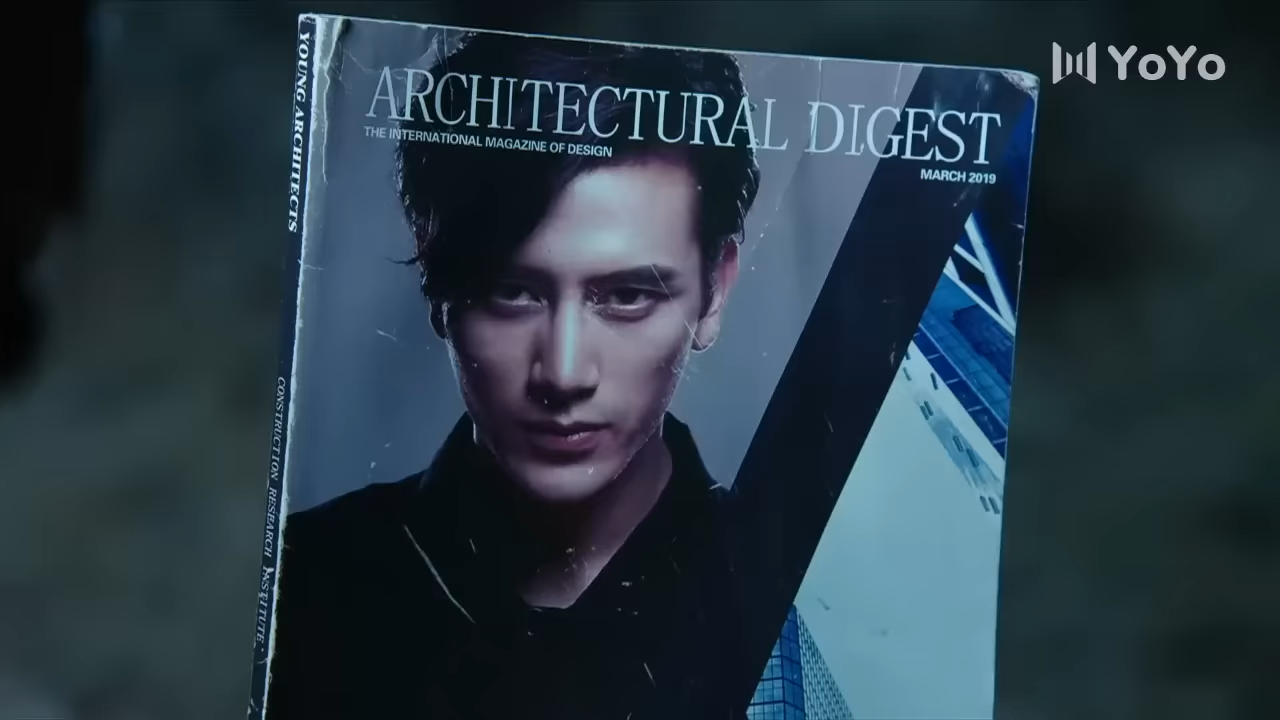 YoYo
ARCHITECTURAL DIGEST
THE INTERNATIONAL MAGAZINE OF DESIGN
MARCH 2019
YOUNG ARCHITECTS
CONSTRUCTION RESEARCH INSTITUTE